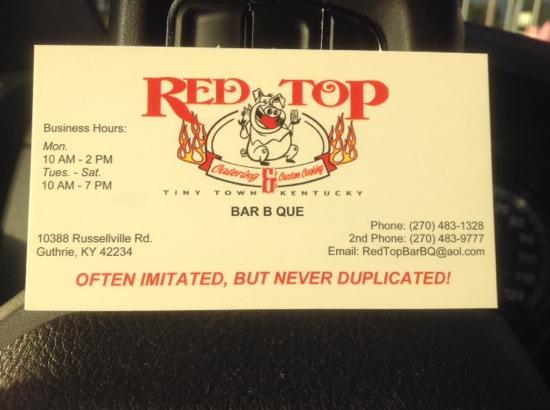 RED TOP
Business Hours:
Mon.
10 AM - 2 PM
Tues. - Sat.
10 AM - 7 PM
Catering & Custom Cooking
TINY TOWN KENTUCKY
BAR B QUE
10388 Russellville Rd.
Guthrie, KY 42234
Phone: (270) 483-1328
2nd Phone: (270) 483-9777
Email: RedTopBarBQ@aol.com
OFTEN IMITATED, BUT NEVER DUPLICATED!